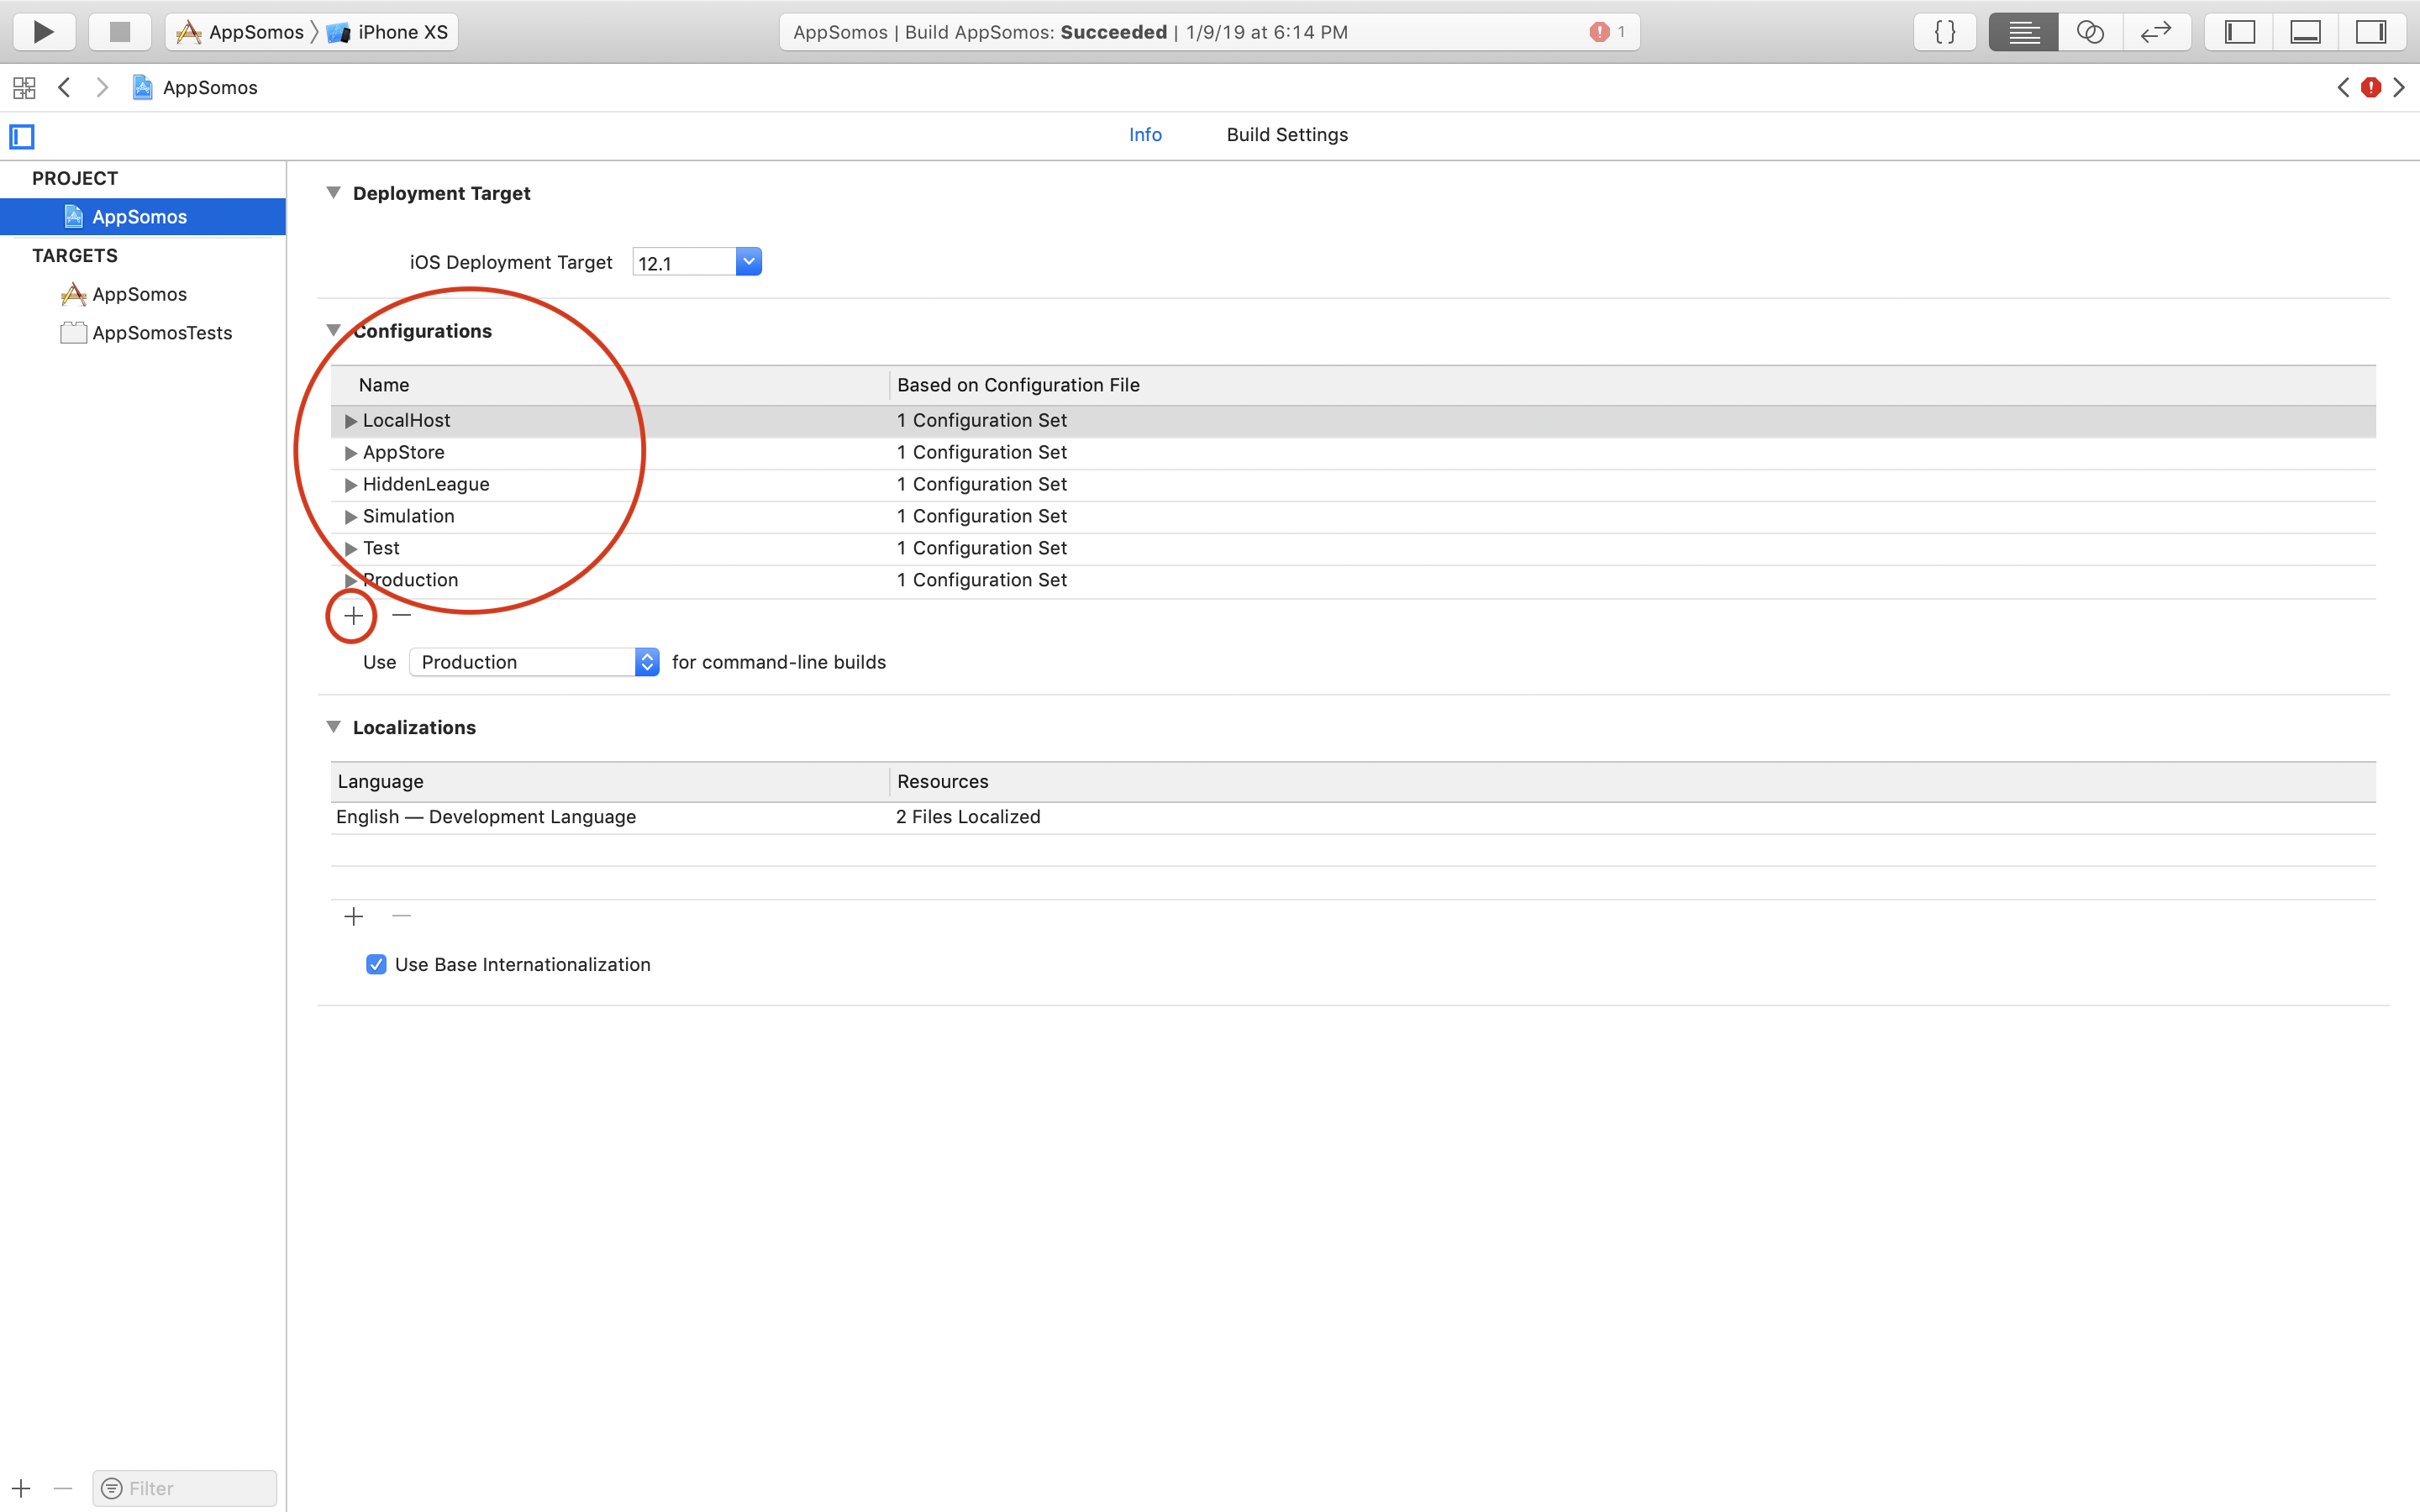 AppSomos 〉 iPhone XS
AppSomos | Build AppSomos: Succeeded | 1/9/19 at 6:14 PM
1
{ }
AppSomos
Info
Build Settings
PROJECT
AppSomos
TARGETS
AppSomos
AppSomosTests
Deployment Target
iOS Deployment Target 12.1
Configurations
Name Based on Configuration File
LocalHost 1 Configuration Set
AppStore 1 Configuration Set
HiddenLeague 1 Configuration Set
Simulation 1 Configuration Set
Test 1 Configuration Set
Production 1 Configuration Set
Use Production for command-line builds
Localizations
Language Resources
English — Development Language 2 Files Localized
Use Base Internationalization
Filter